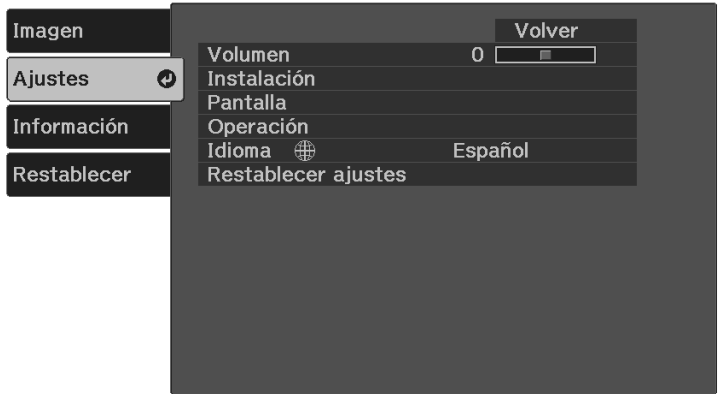 Imagen
Ajustes
Información
Restablecer
Volver
Volumen 0
Instalación
Pantalla
Operación
Idioma Español
Restablecer ajustes